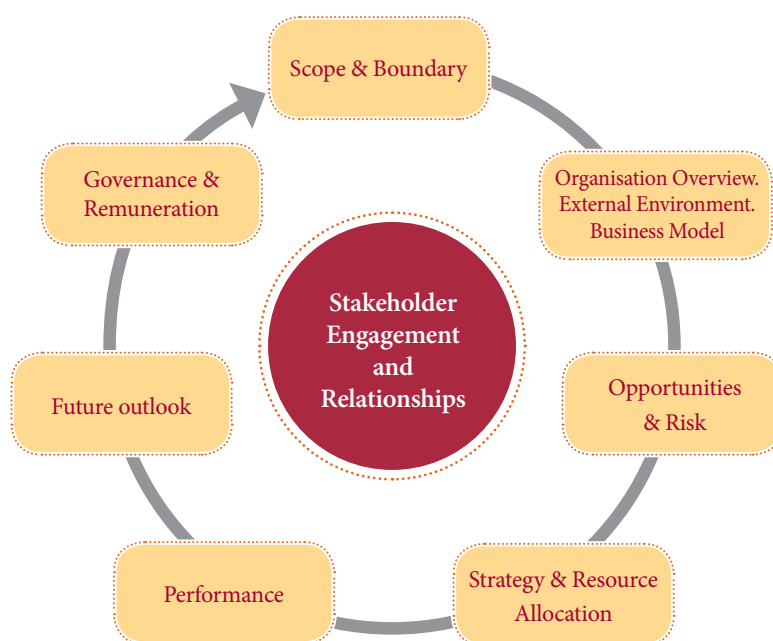 Scope & Boundary
Organisation Overview.
External Environment.
Business Model
Opportunities
& Risk
Strategy & Resource
Allocation
Performance
Future outlook
Governance &
Remuneration
Stakeholder
Engagement
and
Relationships